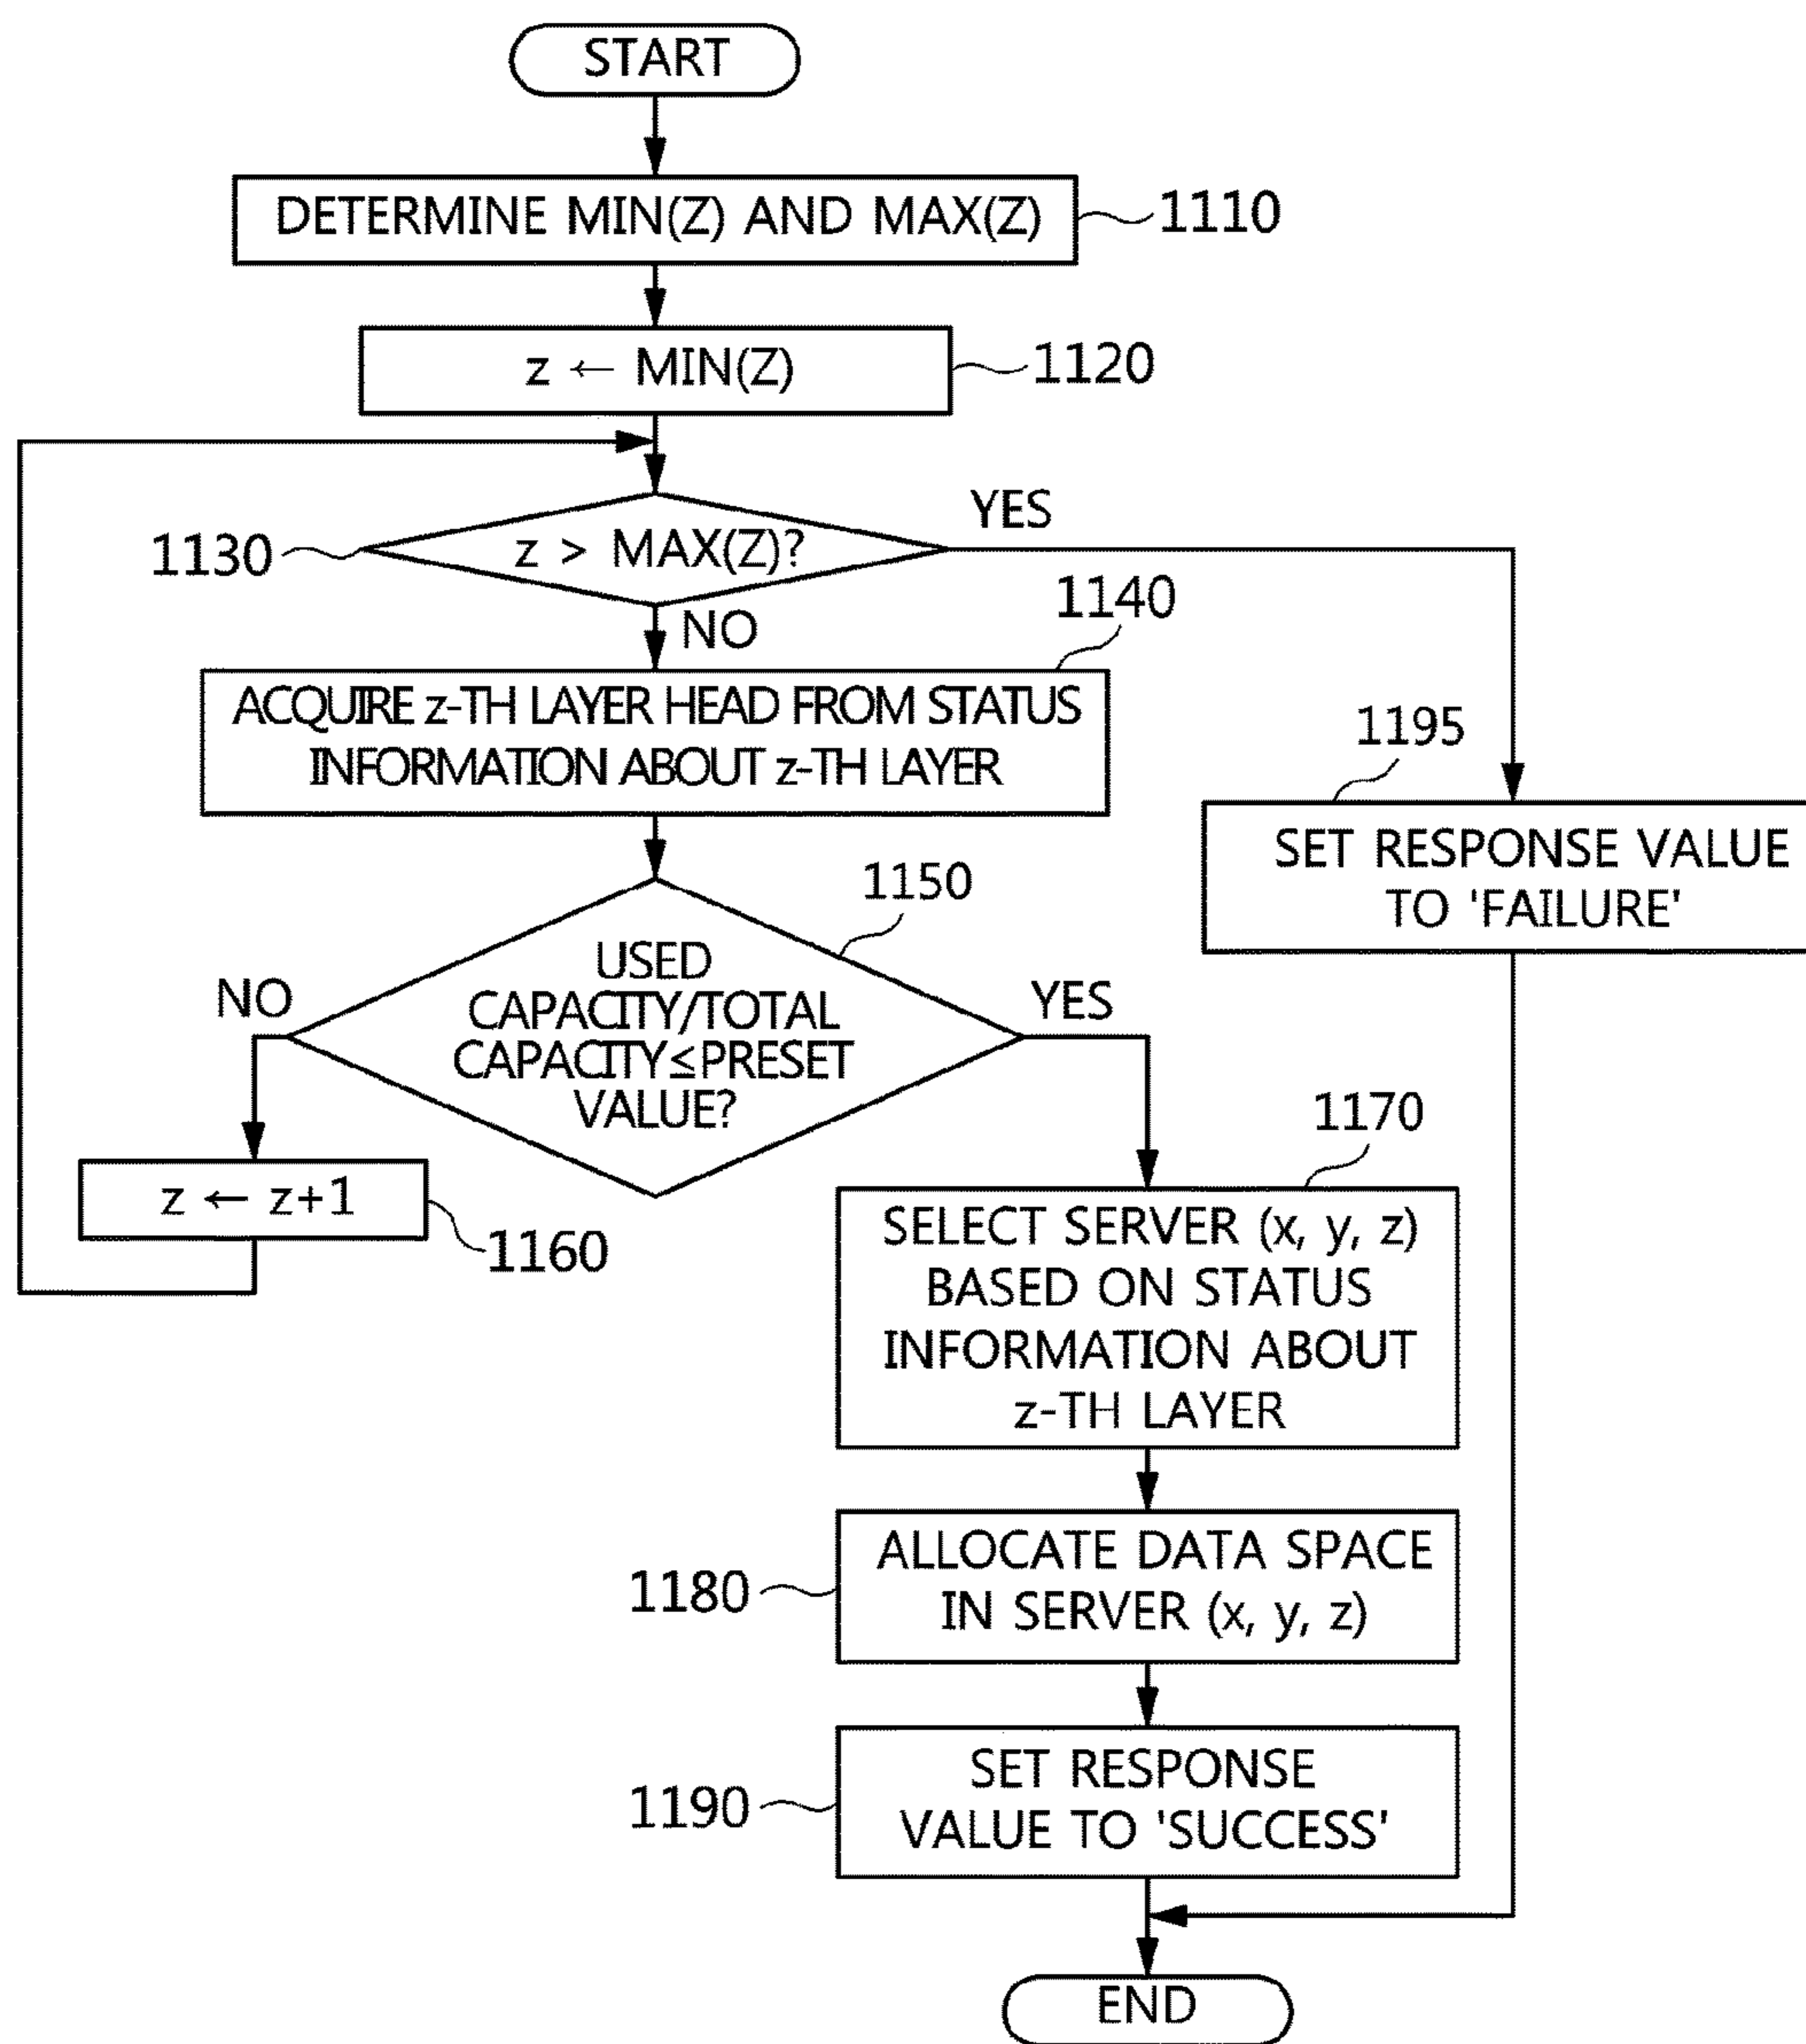 START
DETERMINE MIN(Z) AND MAX(Z)
1110
z ← MIN(Z)
1120
YES
1130
z > MAX(Z)?
1140
NO
ACQUIRE z-TH LAYER HEAD FROM STATUS
INFORMATION ABOUT z-TH LAYER
1195
SET RESPONSE VALUE
TO 'FAILURE'
1150
USED
CAPACITY/TOTAL
CAPACITY≤PRESET
VALUE?
NO
YES
z ← z+1
1160
1170
SELECT SERVER (x, y, z)
BASED ON STATUS
INFORMATION ABOUT
z-TH LAYER
ALLOCATE DATA SPACE
IN SERVER (x, y, z)
1180
SET RESPONSE
VALUE TO 'SUCCESS'
1190
END